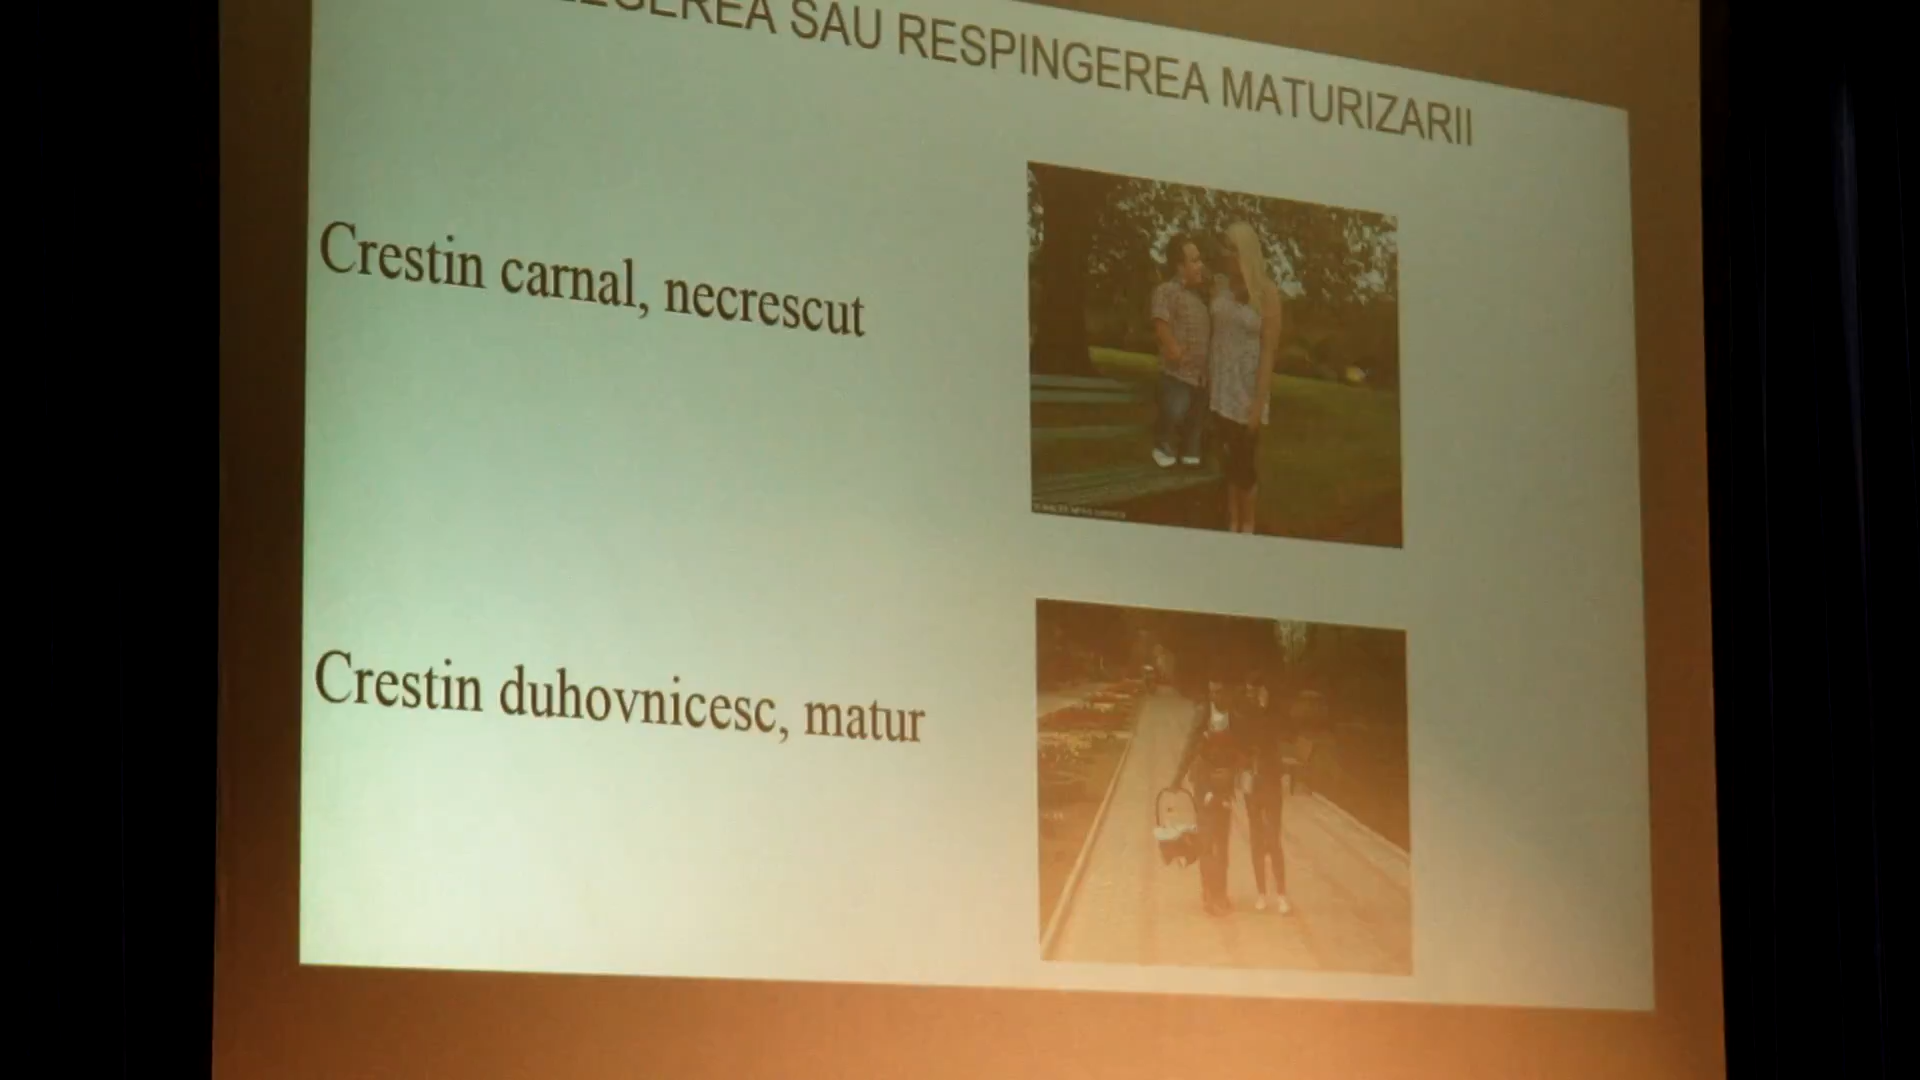 SAU RESPINGEREA MATURIZARII
Crestin carnal, necrescut
Crestin duhovnicesc, matur